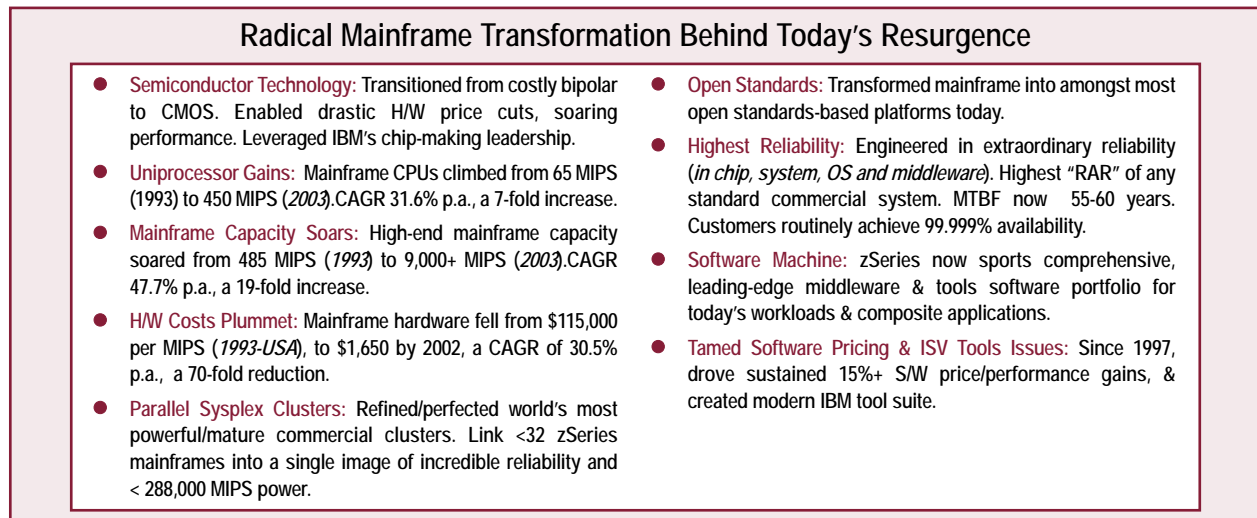 Radical Mainframe Transformation Behind Today's Resurgence
● Semiconductor Technology: Transitioned from costly bipolar
to CMOS. Enabled drastic H/W price cuts, soaring
performance. Leveraged IBM's chip-making leadership.
● Uniprocessor Gains: Mainframe CPUs climbed from 65 MIPS
(1993) to 450 MIPS (2003).CAGR 31.6% p.a., a 7-fold increase.
● Mainframe Capacity Soars: High-end mainframe capacity
soared from 485 MIPS (1993) to 9,000+ MIPS (2003).CAGR
47.7% p.a., a 19-fold increase.
● H/W Costs Plummet: Mainframe hardware fell from $115,000
per MIPS (1993-USA), to $1,650 by 2002, a CAGR of 30.5%
p.a., a 70-fold reduction.
● Parallel Sysplex Clusters: Refined/perfected world's most
powerful/mature commercial clusters. Link <32 zSeries
mainframes into a single image of incredible reliability and
< 288,000 MIPS power.
● Open Standards: Transformed mainframe into amongst most
open standards-based platforms today.
● Highest Reliability: Engineered in extraordinary reliability
(in chip, system, OS and middleware). Highest “RAR” of any
standard commercial system. MTBF now 55-60 years.
Customers routinely achieve 99.999% availability.
● Software Machine: zSeries now sports comprehensive,
leading-edge middleware & tools software portfolio for
today's workloads & composite applications.
● Tamed Software Pricing & ISV Tools Issues: Since 1997,
drove sustained 15%+ S/W price/performance gains, &
created modern IBM tool suite.